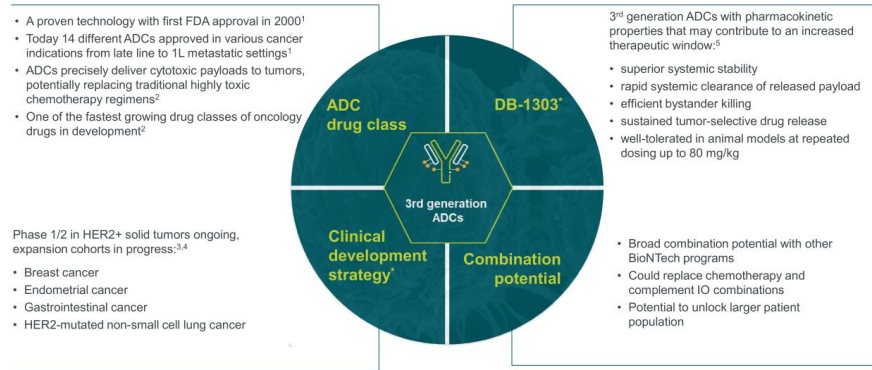 • A proven technology with first FDA approval in 2000¹
• Today 14 different ADCs approved in various cancer
indications from late line to 1L metastatic settings¹
• ADCs precisely deliver cytotoxic payloads to tumors,
potentially replacing traditional highly toxic
chemotherapy regimens²
• One of the fastest growing drug classes of oncology
drugs in development²
ADC
drug class
DB-1303*
3rd generation ADCs with pharmacokinetic
properties that may contribute to an increased
therapeutic window:⁵
• superior systemic stability
• rapid systemic clearance of released payload
• efficient bystander killing
• sustained tumor-selective drug release
• well-tolerated in animal models at repeated
dosing up to 80 mg/kg
3rd generation
ADCs
Phase 1/2 in HER2+ solid tumors ongoing,
expansion cohorts in progress:³,⁴
• Breast cancer
• Endometrial cancer
• Gastrointestinal cancer
• HER2-mutated non-small cell lung cancer
Clinical
development
strategy*
Combination
potential
• Broad combination potential with other
BioNTech programs
• Could replace chemotherapy and
complement IO combinations
• Potential to unlock larger patient
population